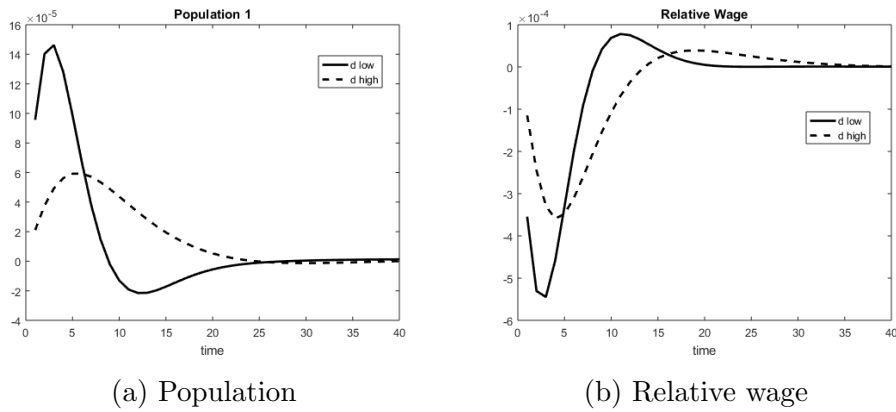 Population 1
×10⁻⁵
16
14
12
10
8
6
4
2
0
-2
-4
0 5 10 15 20 25 30 35 40
time
d low
d high
(a) Population
Relative Wage
×10⁻⁴
1
0
-1
-2
-3
-4
-5
-6
0 5 10 15 20 25 30 35 40
time
d low
d high
(b) Relative wage